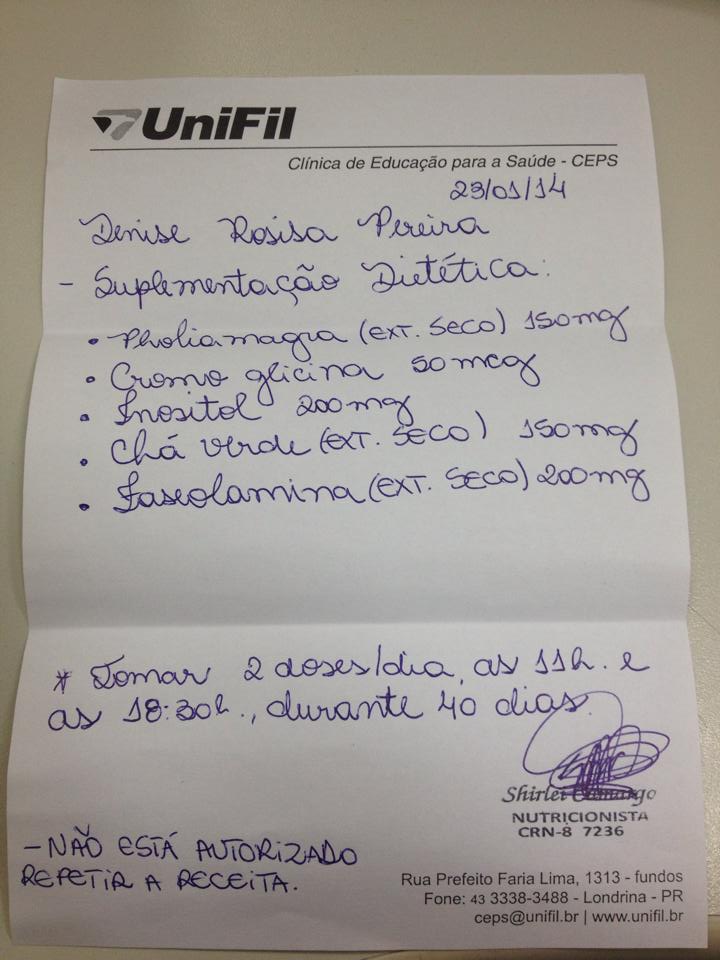 UniFil
Clínica de Educação para a Saúde - CEPS
23/01/14
Denise Rosisa Pereira
- Suplementação Dietética:
• Pholiamagra (EXT. SECO) 150mg
• Cromo glicina 50 mcg
• Inositol 200mg
• Chá verde (EXT. SECO) 150mg
• Faseolamina (EXT. SECO) 200mg
* Tomar 2 doses/dia, as 11h. e
as 18:30h., durante 40 dias.
Shirlei Camargo
NUTRICIONISTA
CRN-8 7236
- NÃO ESTÁ AUTORIZADO
REPETIR A RECEITA.
Rua Prefeito Faria Lima, 1313 - fundos
Fone: 43 3338-3488 - Londrina - PR
ceps@unifil.br | www.unifil.br